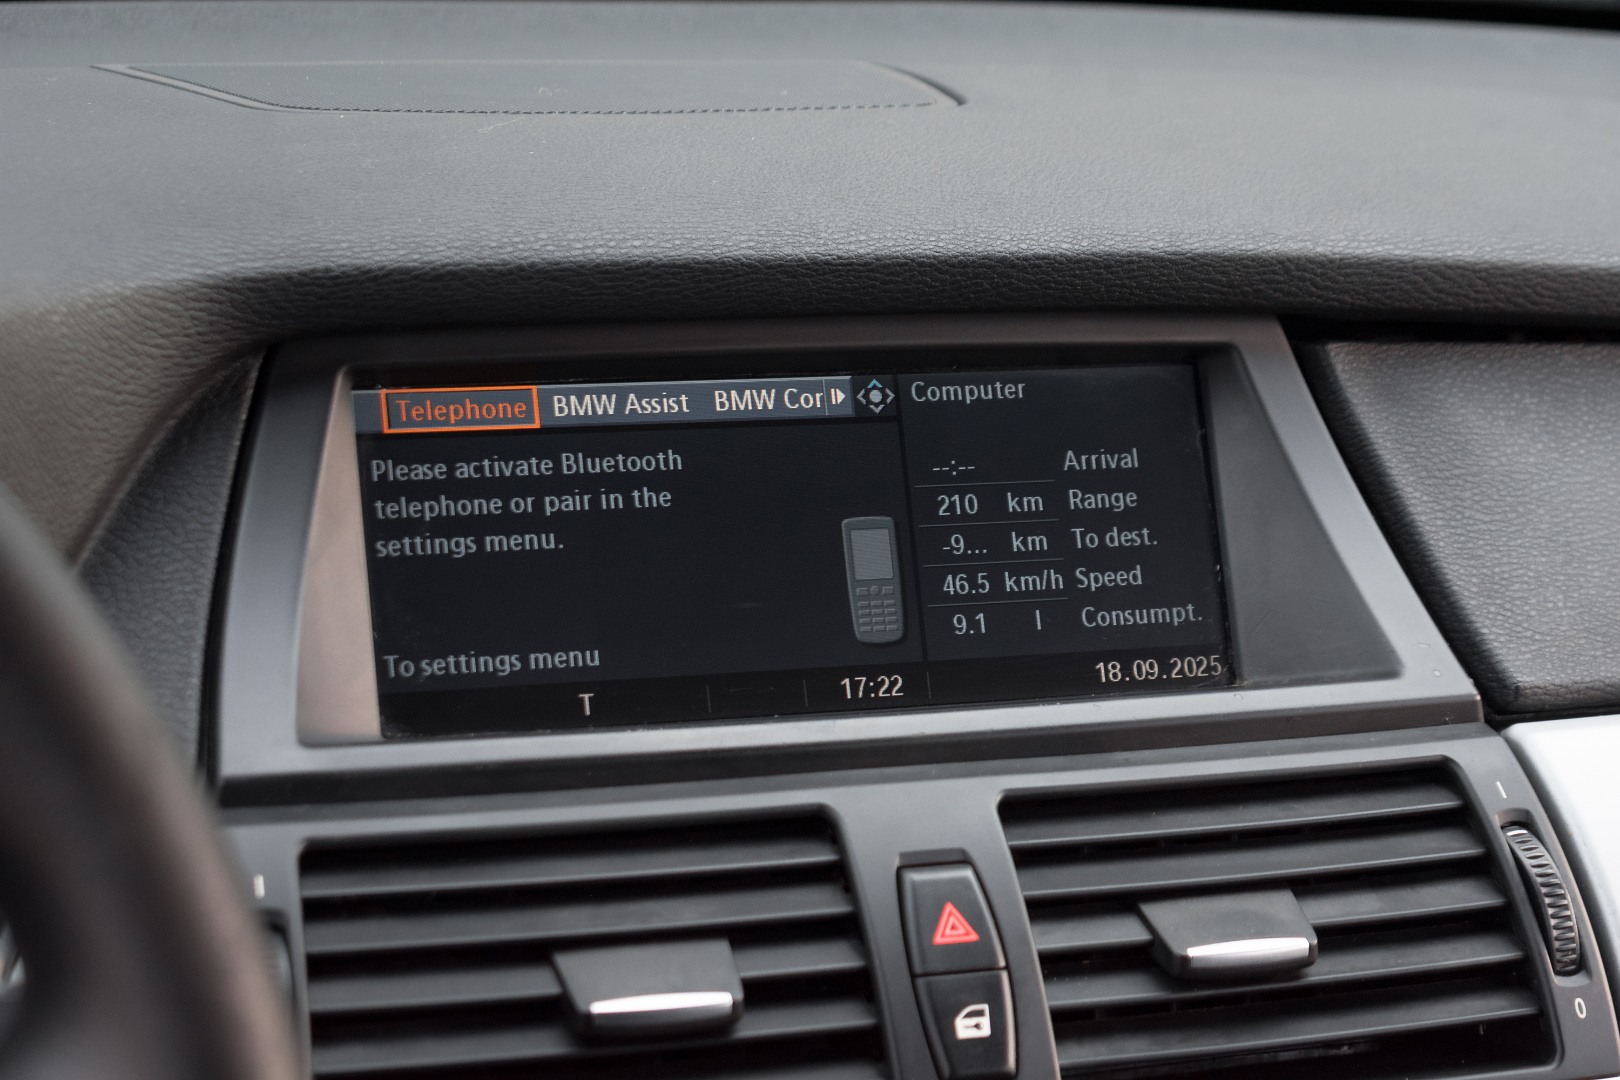 Telephone BMW Assist BMW Cor
Please activate Bluetooth
telephone or pair in the
settings menu.
To settings menu
Computer
--:-- Arrival
210 km Range
-9... km To dest.
46.5 km/h Speed
9.1 l Consumpt.
T 17:22 18.09.2025
0